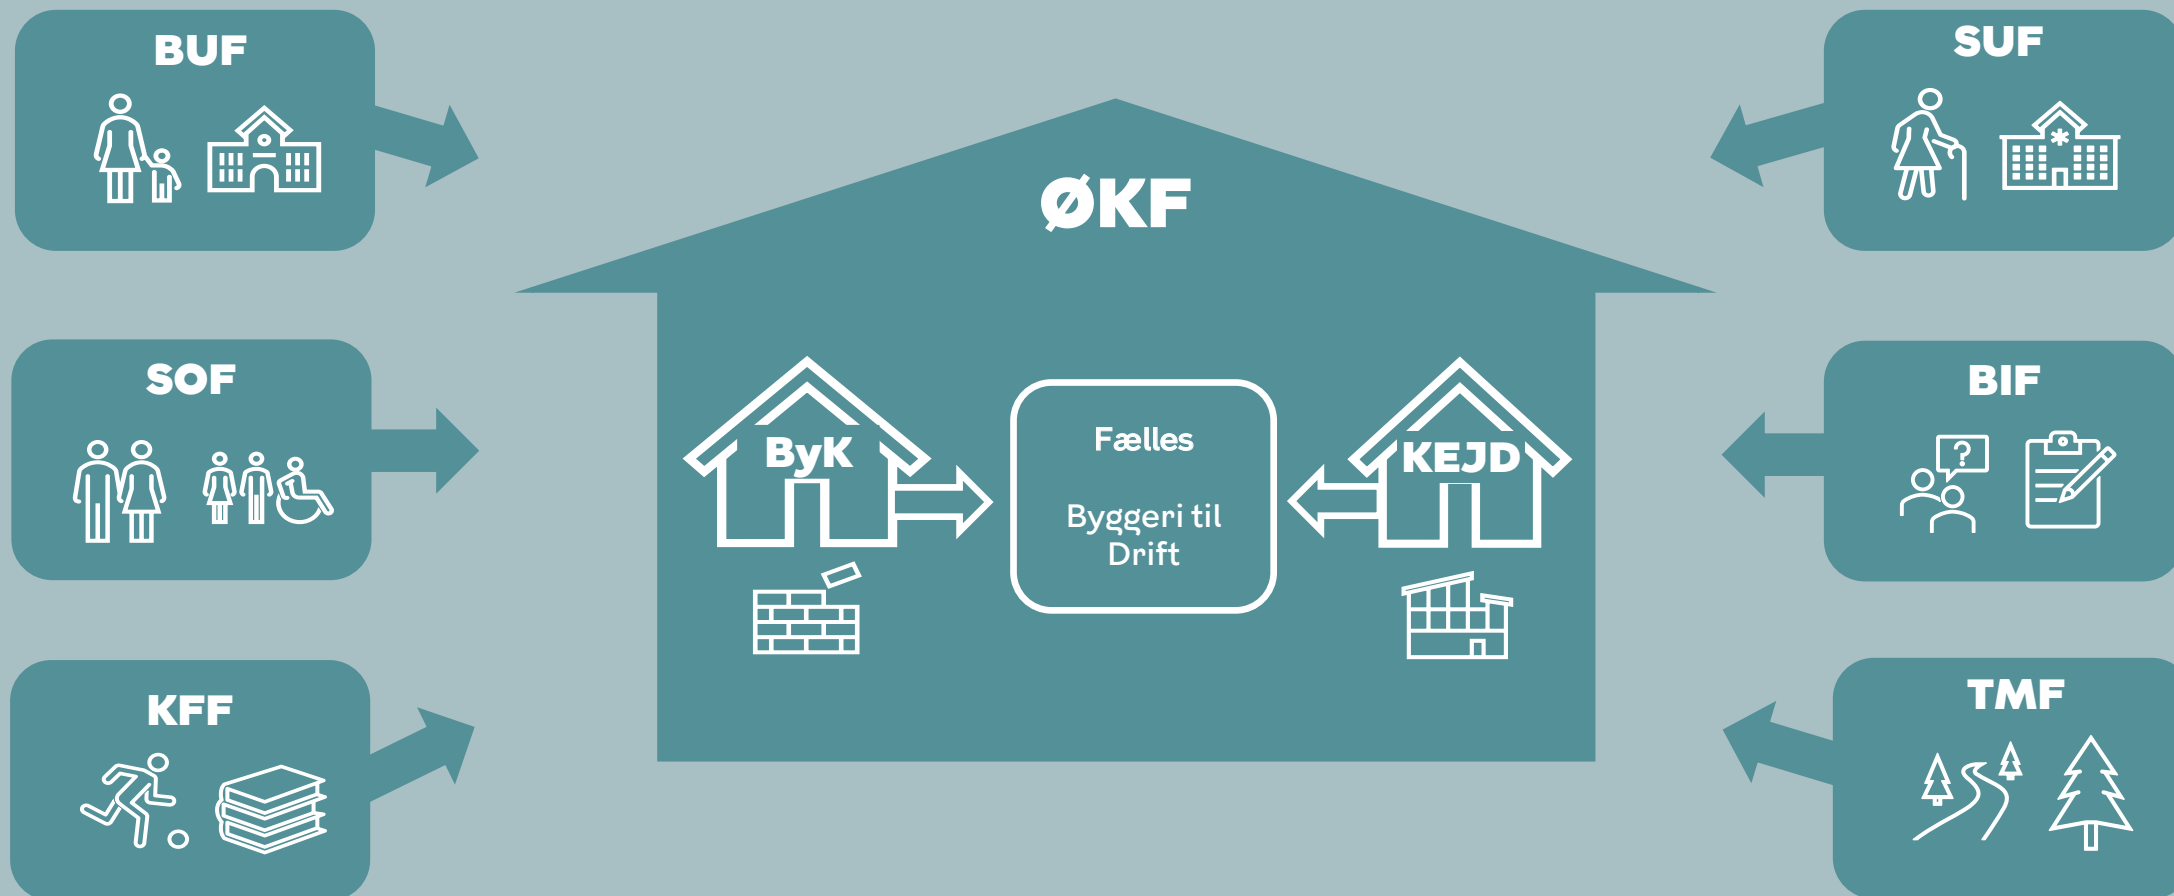 BUF
SUF
ØKF
SOF
BIF
ByK
KEJD
Fælles
Byggeri til
Drift
?
KFF
TMF